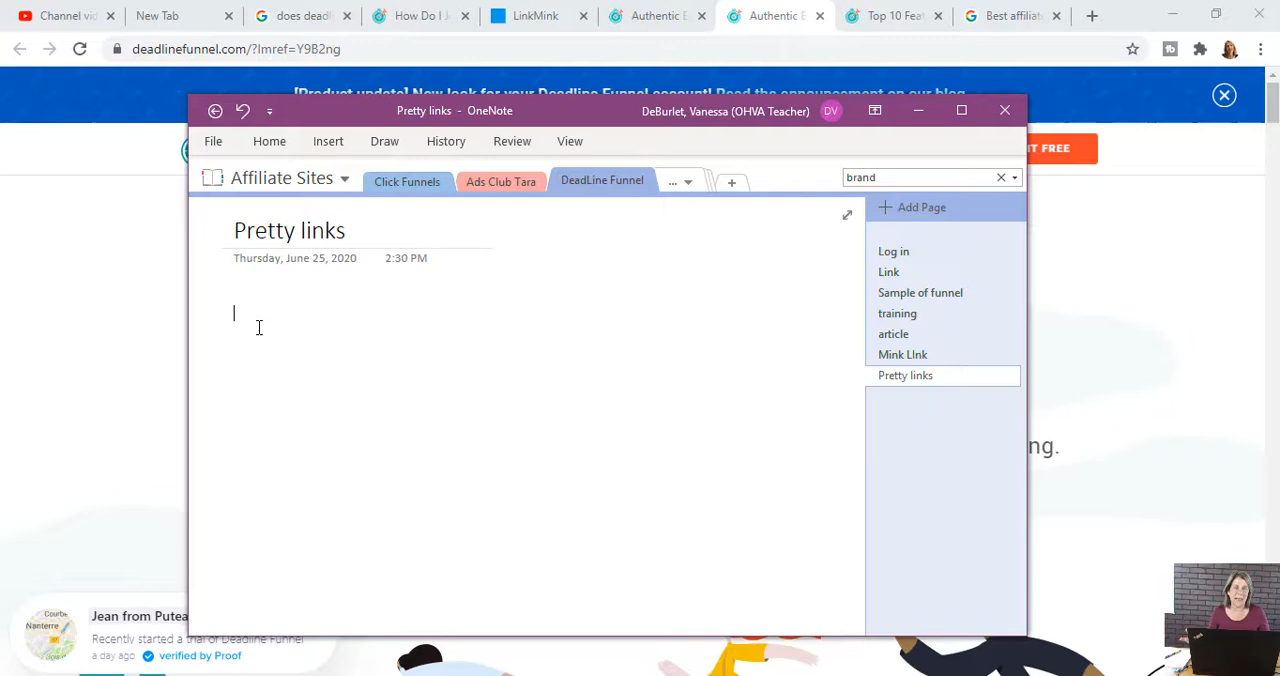 Channel vid
New Tab
does deadl
How Do I J
LinkMink
Authentic E
Authentic E
Top 10 Feat
Best affiliate
deadlinefunnel.com/?lmref=Y9B2ng
[Product update] New look for your Deadline Funnel account! Read the announcement on our blog
Pretty links - OneNote
DeBurlet, Vanessa (OHVA Teacher)
DV
File
Home
Insert
Draw
History
Review
View
IT FREE
Affiliate Sites
Click Funnels
Ads Club Tara
DeadLine Funnel
...
brand
Pretty links
Thursday, June 25, 2020 2:30 PM
Add Page
Log in
Link
Sample of funnel
training
article
Mink LInk
Pretty links
ng.
Courbe
Nanterre
Jean from Putea
Recently started a trial of Deadline Funnel
a day ago
verified by Proof